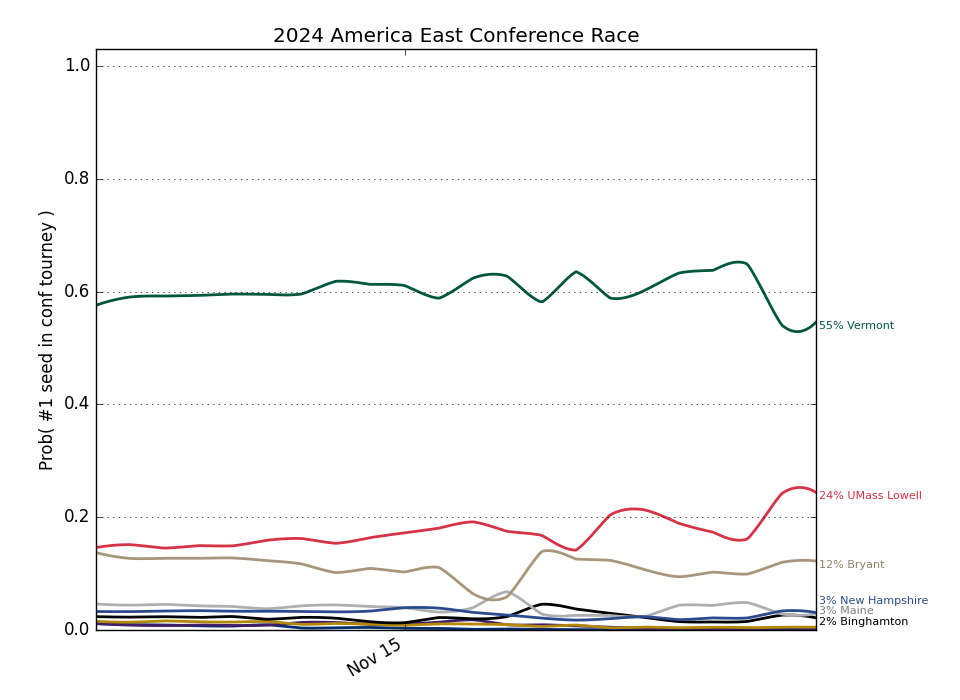 2024 America East Conference Race
Prob( #1 seed in conf tourney )
1.0
0.8
0.6
0.4
0.2
0.0
55% Vermont
24% UMass Lowell
12% Bryant
3% New Hampshire
3% Maine
2% Binghamton
Nov 15